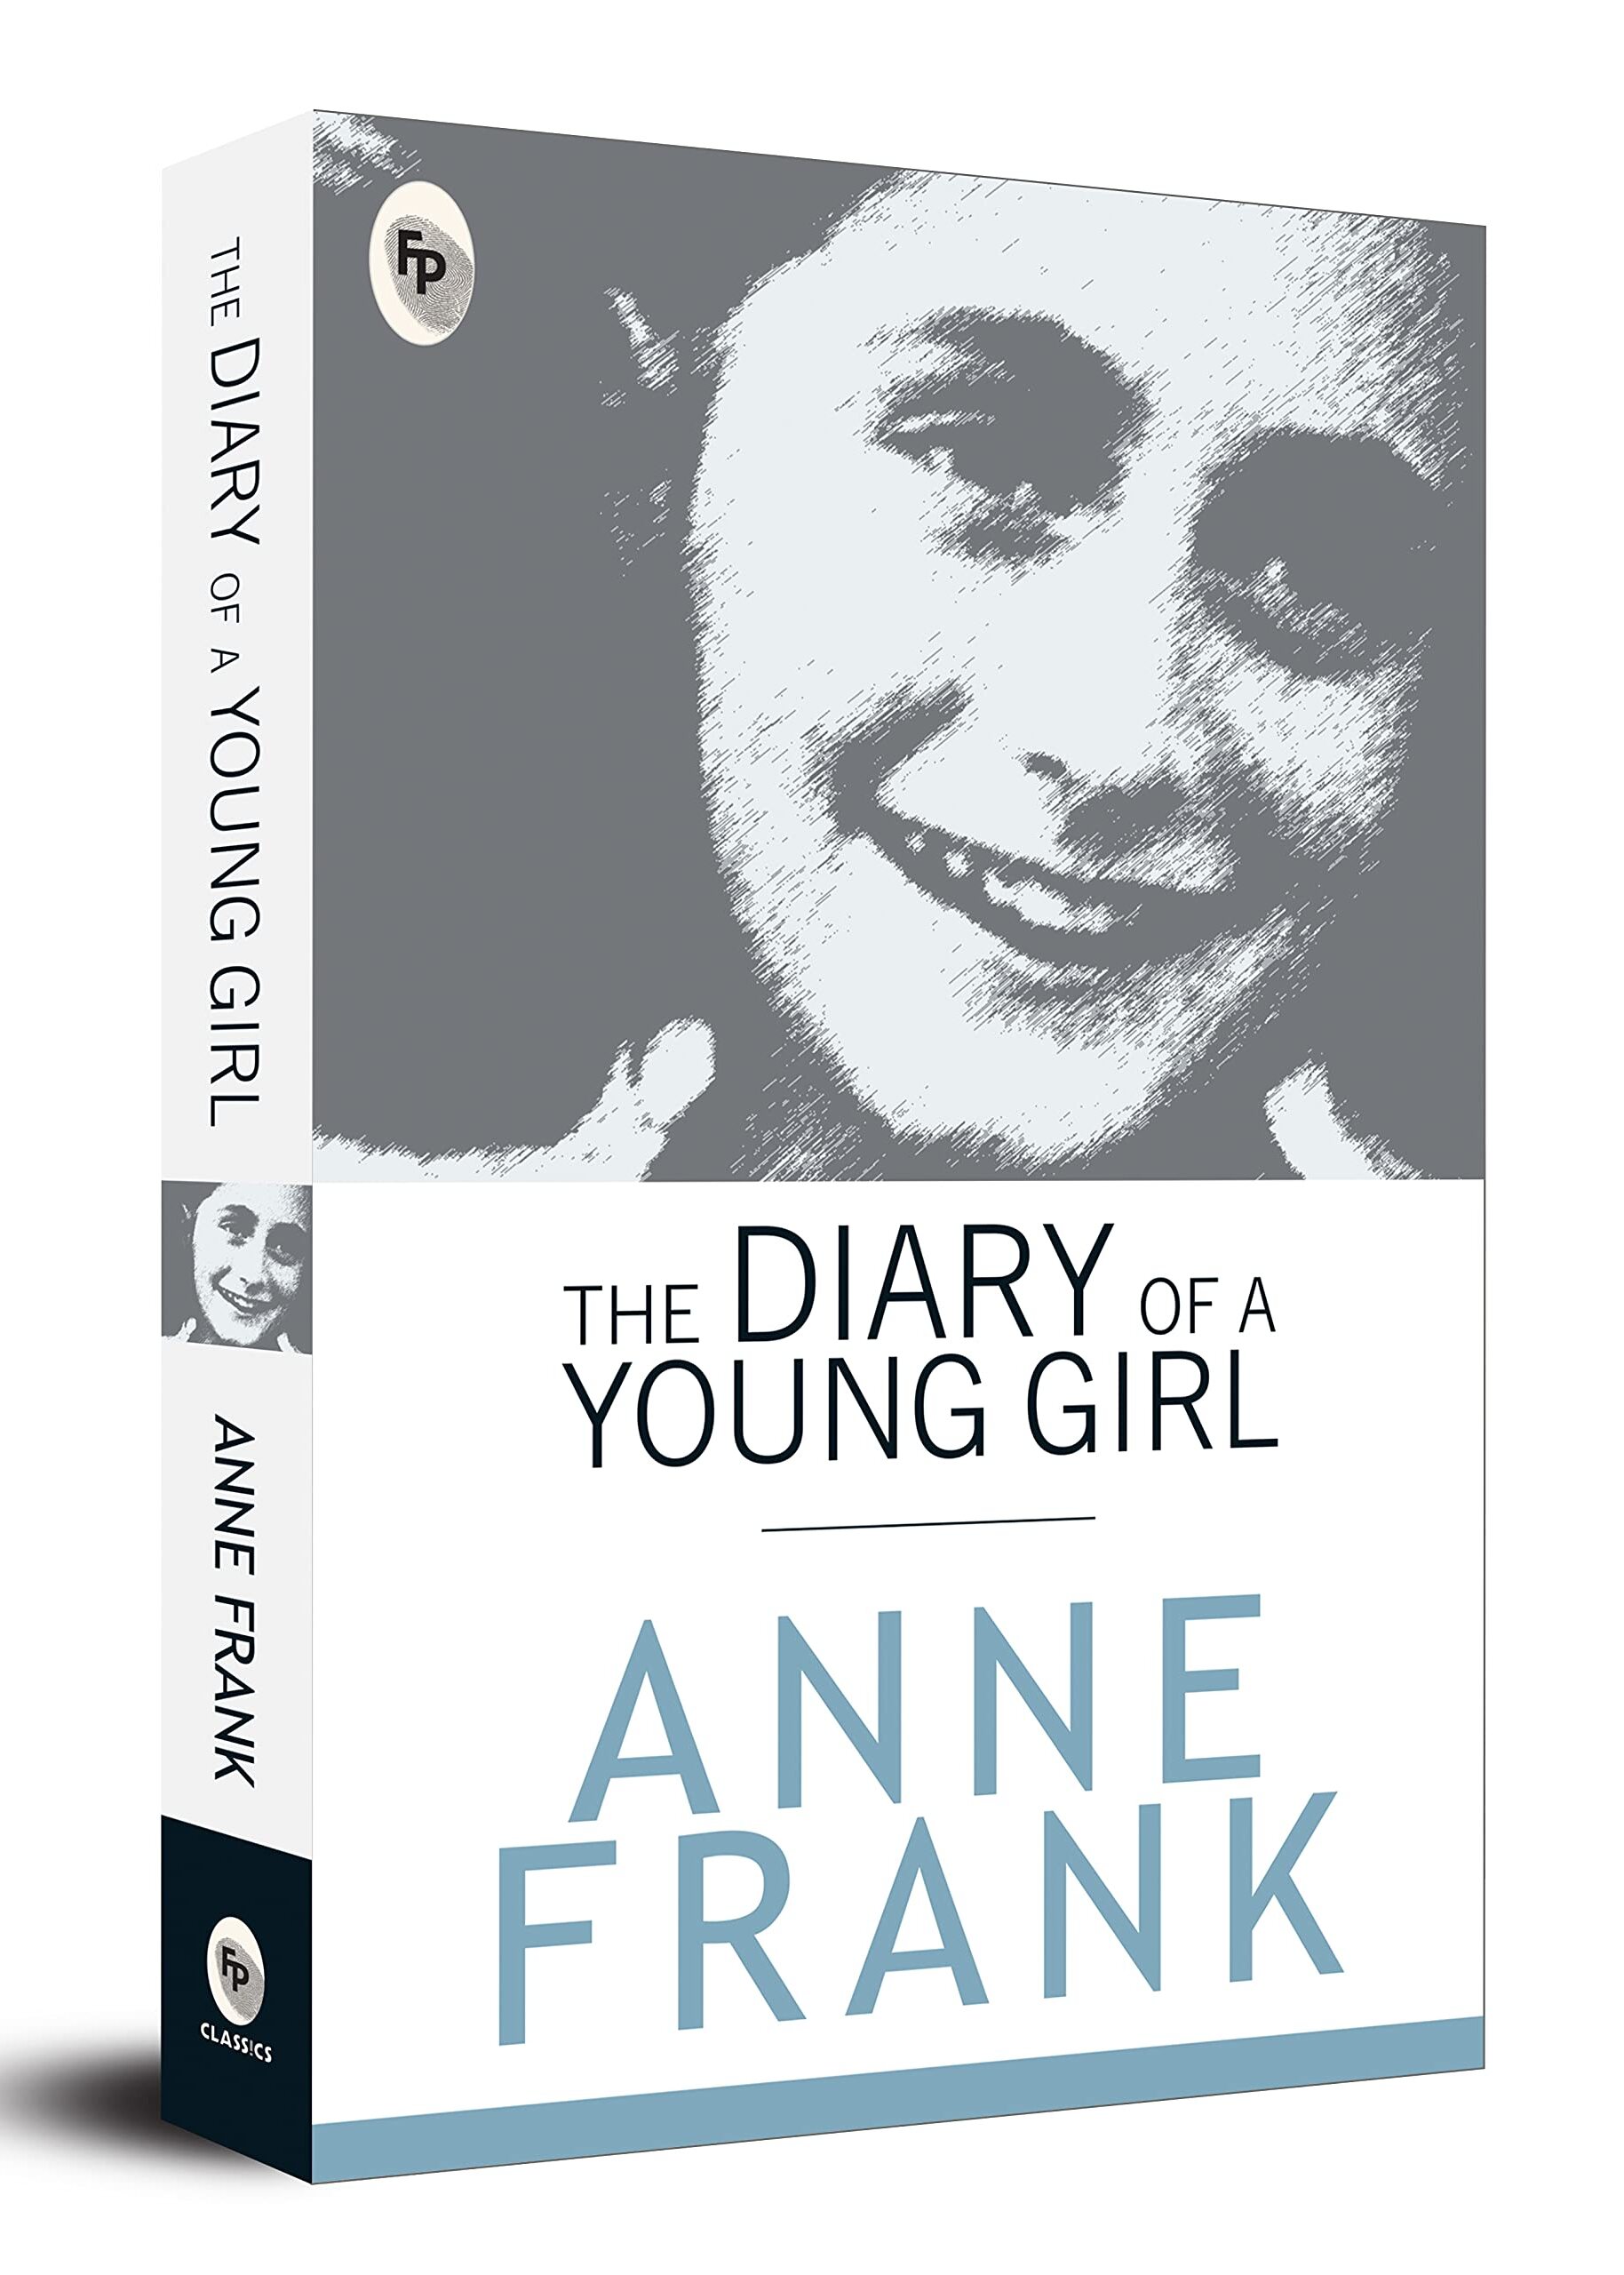 THE DIARY OF A YOUNG GIRL
ANNE FRANK
FP
CLASSICS
FP
THE DIARY OF A
YOUNG GIRL
ANNE
FRANK